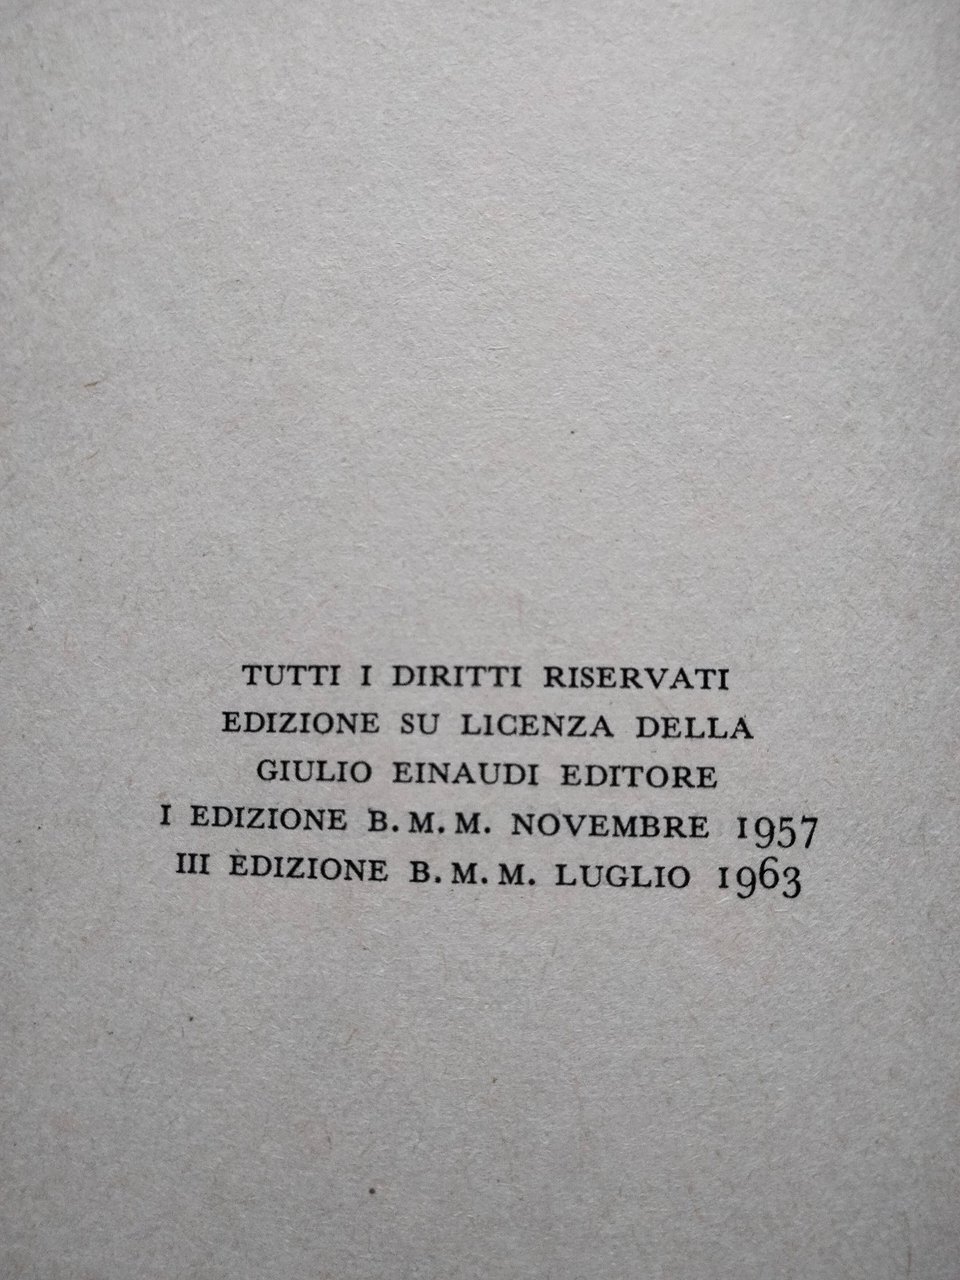 TUTTI I DIRITTI RISERVATI
EDIZIONE SU LICENZA DELLA
GIULIO EINAUDI EDITORE
I EDIZIONE B. M. M. NOVEMBRE 1957
III EDIZIONE B. M. M. LUGLIO 1963